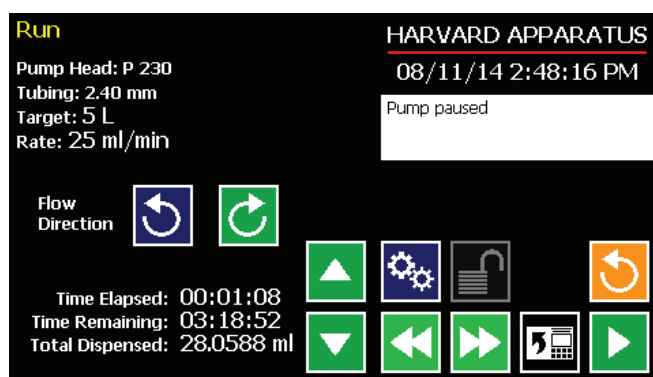 Run
HARVARD APPARATUS
08/11/14 2:48:16 PM
Pump Head: P 230
Tubing: 2.40 mm
Target: 5 L
Rate: 25 ml/min
Pump paused
Flow
Direction
Time Elapsed: 00:01:08
Time Remaining: 03:18:52
Total Dispensed: 28.0588 ml